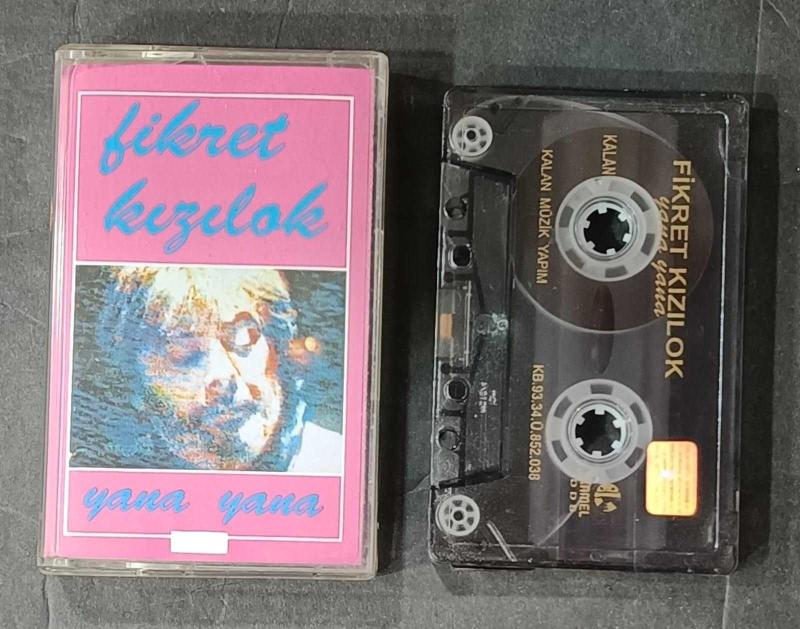 fikret
kızılok
yana yana
FİKRET KIZILOK
yana yana
KALAN
KALAN MÜZİK YAPIM
KB.93.34.Ü.852.038